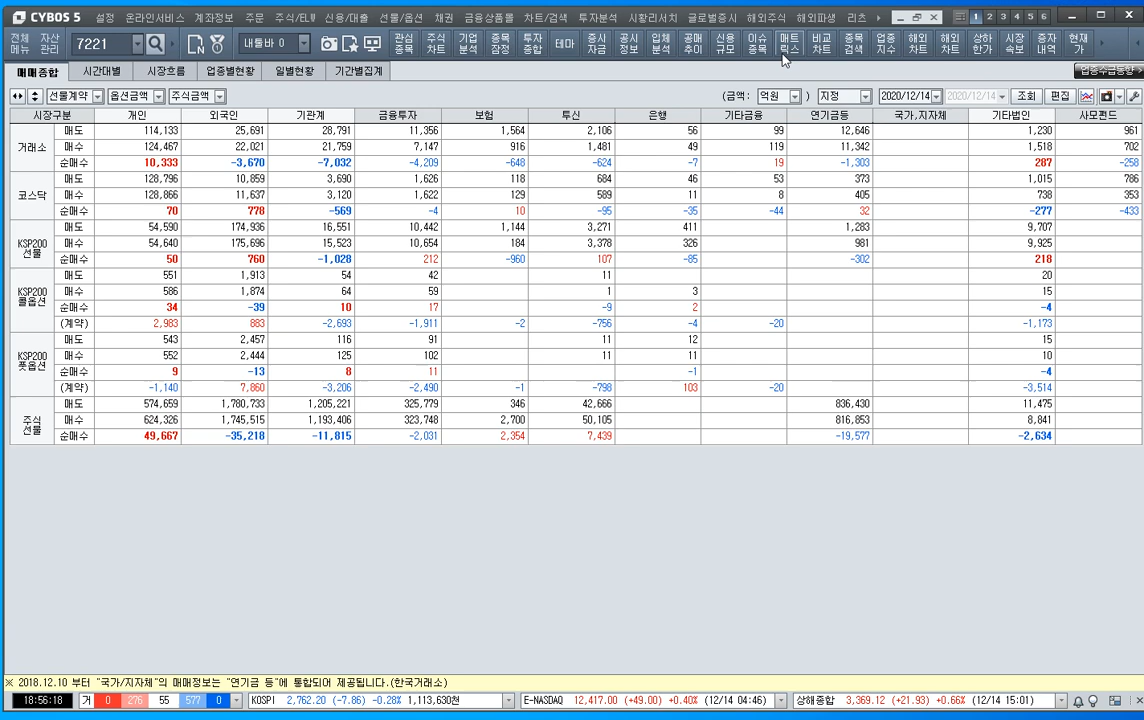 CYBOS 5 설정 온라인서비스 계좌정보 주문 주식/ELW 신용/대출 선물/옵션 채권 금융상품몰 차트/검색 투자분석 시황리서치 글로벌증시 해외주식 해외파생 리츠 1 2 3 4 5 6
전체메뉴 자산관리 7221 내툴바 0 관심종목 주식차트 기업분석 종목잠정 투자종합 테마 증시자금 공시정보 입체분석 공매추이 신용규모 이슈종목 매트릭스 비교차트 종목검색 업종지수 해외차트 해외차트 상하한가 시장속보 증자내역 현재가
매매종합 시간대별 시장흐름 업종별현황 일별현황 기간별집계 업종수급동향 >
선물계약 옵션금액 주식금액 (금액: 억원 ) 지정 2020/12/14 2020/12/14 조회 편집
시장구분 개인 외국인 기관계 금융투자 보험 투신 은행 기타금융 연기금등 국가,지자체 기타법인 사모펀드
거래소 매도 114,133 25,691 28,791 11,356 1,564 2,106 56 99 12,646 1,230 961
매수 124,467 22,021 21,759 7,147 916 1,481 49 119 11,342 1,518 702
순매수 10,333 -3,670 -7,032 -4,209 -648 -624 -7 19 -1,303 287 -258
코스닥 매도 128,796 10,859 3,690 1,626 118 684 46 53 373 1,015 786
매수 128,866 11,637 3,120 1,622 129 589 11 8 405 738 353
순매수 70 778 -569 -4 10 -95 -35 -44 32 -277 -433
KSP200 선물 매도 54,590 174,936 16,551 10,442 1,144 3,271 411 1,283 9,707
매수 54,640 175,696 15,523 10,654 184 3,378 326 981 9,925
순매수 50 760 -1,028 212 -960 107 -85 -302 218
KSP200 콜옵션 매도 551 1,913 54 42 11 20
매수 586 1,874 64 59 1 3 15
순매수 34 -39 10 17 -9 2 -4
(계약) 2,983 883 -2,693 -1,911 -2 -756 -4 -20 -1,173
KSP200 풋옵션 매도 543 2,457 116 91 11 12 15
매수 552 2,444 125 102 11 11 10
순매수 9 -13 8 11 -1 -4
(계약) -1,140 7,860 -3,206 -2,490 -1 -798 103 -20 -3,514
주식 선물 매도 574,659 1,780,733 1,205,221 325,779 346 42,666 836,430 11,475
매수 624,326 1,745,515 1,193,406 323,748 2,700 50,105 816,853 8,841
순매수 49,667 -35,218 -11,815 -2,031 2,354 7,439 -19,577 -2,634
※ 2018.12.10 부터 "국가/지자체"의 매매정보는 "연기금 등"에 통합되어 제공됩니다.(한국거래소)
18:56:18 거 0 276 55 577 0 KOSPI 2,762.20 (-7.86) -0.28% 1,113,630천 E-NASDAQ 12,417.00 (+49.00) +0.40% (12/14 04:46) 상해종합 3,369.12 (+21.93) +0.66% (12/14 15:01)